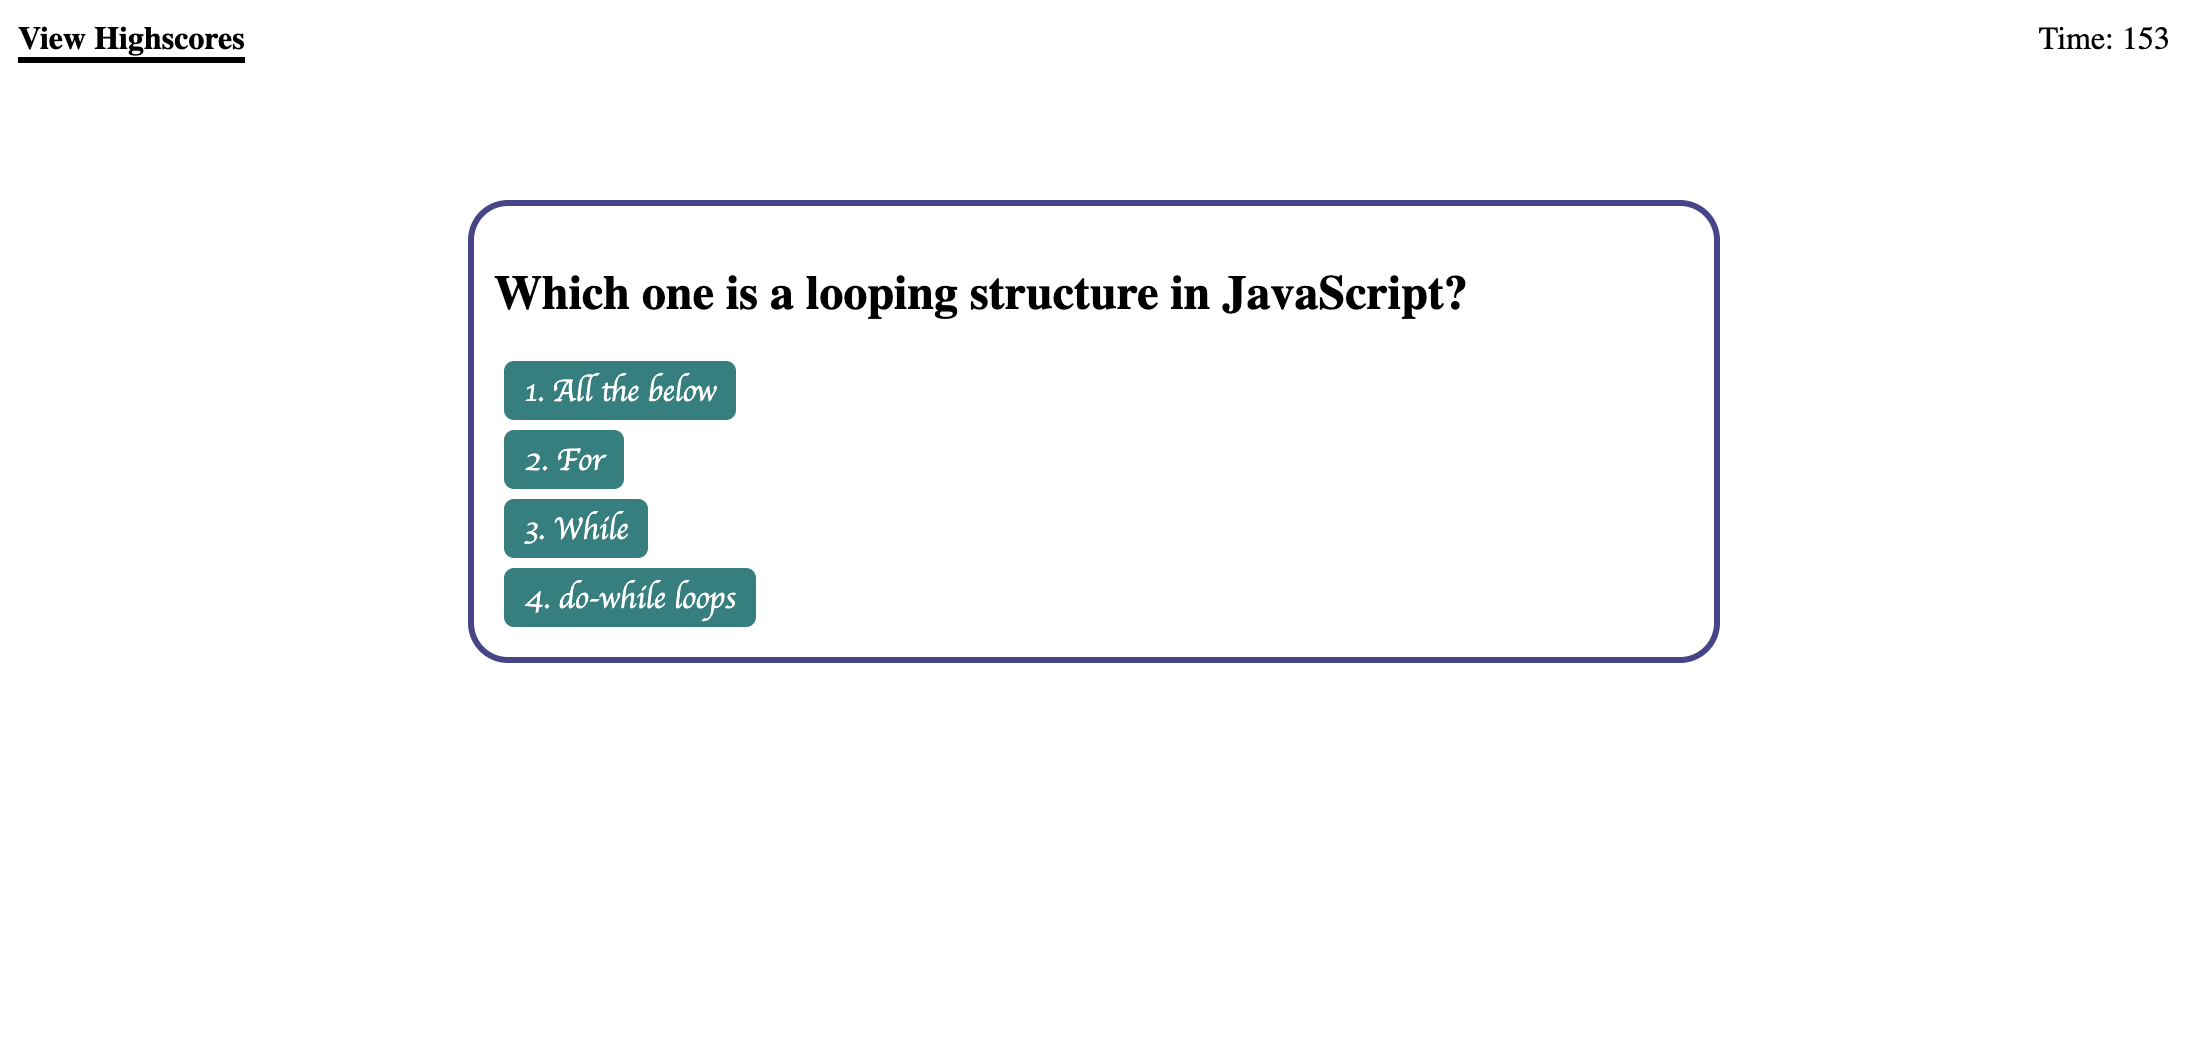 View Highscores
Time: 153
Which one is a looping structure in JavaScript?
1. All the below
2. For
3. While
4. do-while loops